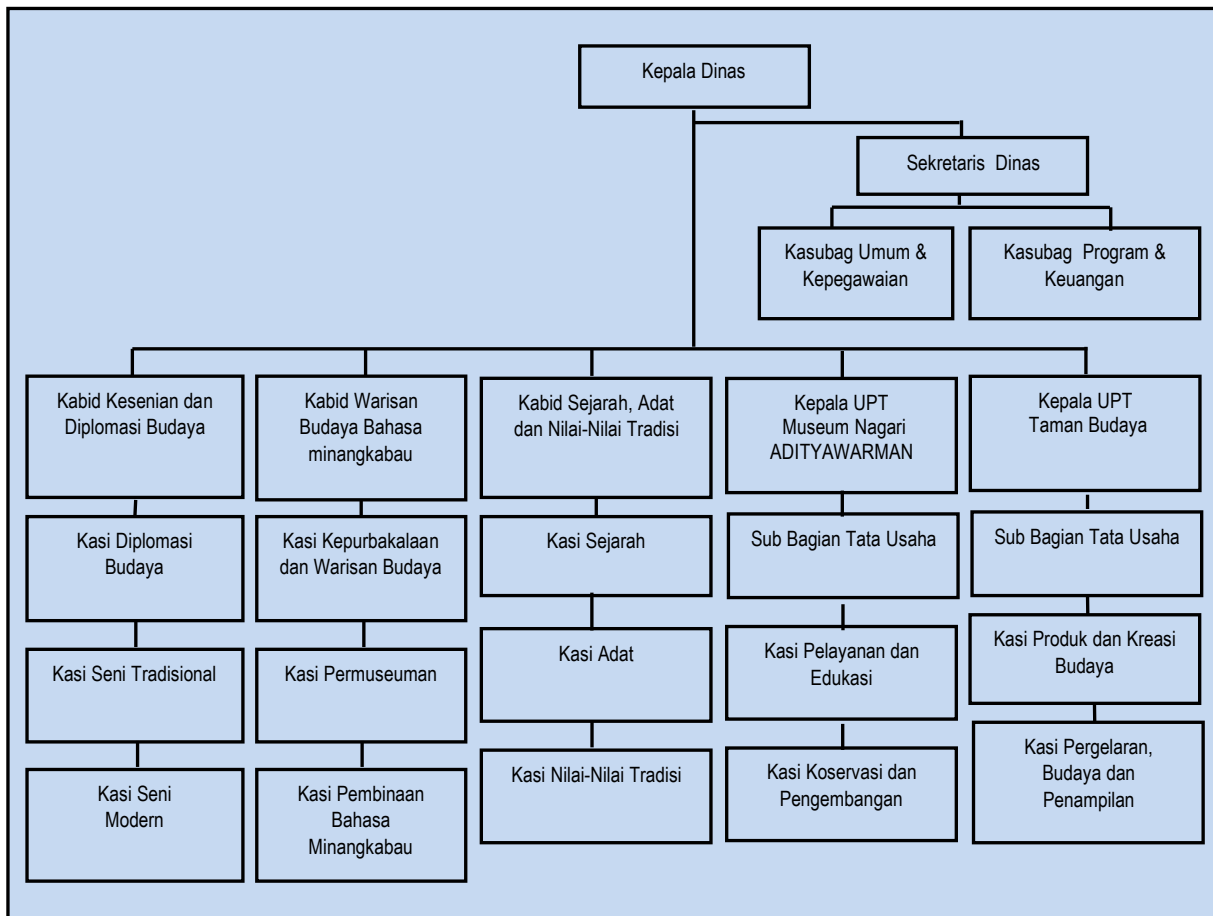 Kepala Dinas
Sekretaris Dinas
Kasubag Umum &
Kepegawaian
Kasubag Program &
Keuangan
Kabid Kesenian dan
Diplomasi Budaya
Kabid Warisan
Budaya Bahasa
minangkabau
Kabid Sejarah, Adat
dan Nilai-Nilai Tradisi
Kepala UPT
Museum Nagari
ADITYAWARMAN
Kepala UPT
Taman Budaya
Kasi Diplomasi
Budaya
Kasi Kepurbakalaan
dan Warisan Budaya
Kasi Sejarah
Sub Bagian Tata Usaha
Sub Bagian Tata Usaha
Kasi Seni Tradisional
Kasi Permuseuman
Kasi Adat
Kasi Pelayanan dan
Edukasi
Kasi Produk dan Kreasi
Budaya
Kasi Seni
Modern
Kasi Pembinaan
Bahasa
Minangkabau
Kasi Nilai-Nilai Tradisi
Kasi Koservasi dan
Pengembangan
Kasi Pergelaran,
Budaya dan
Penampilan